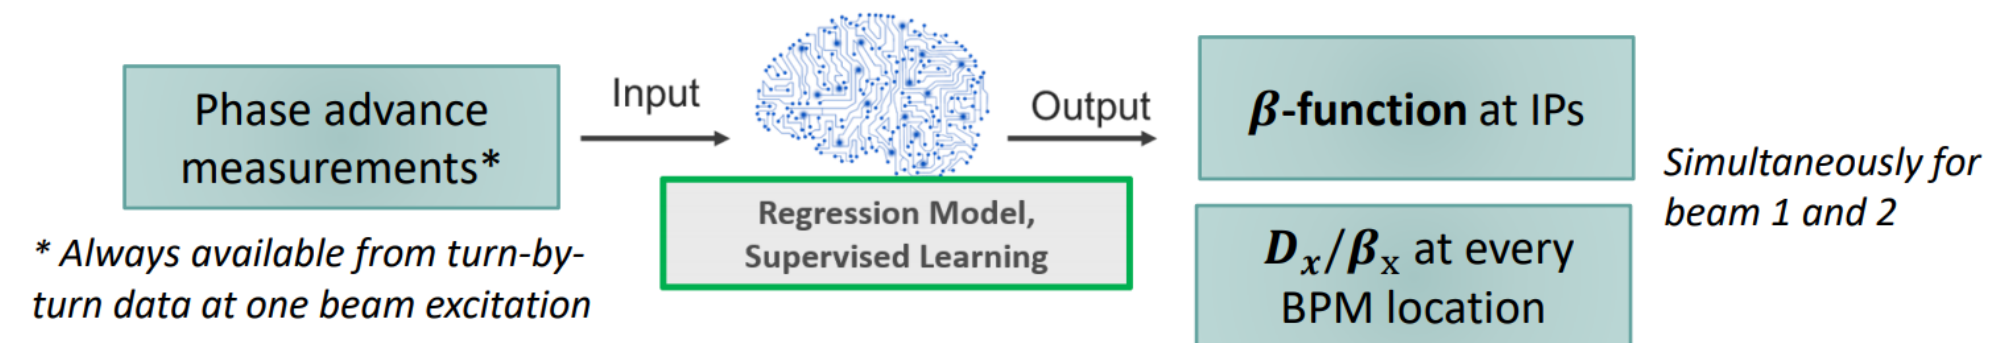 Phase advance
measurements*
* Always available from turn-by-
turn data at one beam excitation
Input
Regression Model,
Supervised Learning
Output
β-function at IPs
Dₓ/βₓ at every
BPM location
Simultaneously for
beam 1 and 2